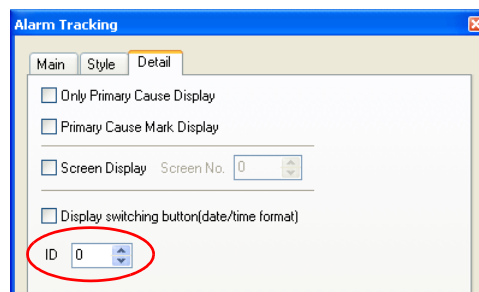 Alarm Tracking
Main Style Detail
Only Primary Cause Display
Primary Cause Mark Display
Screen Display Screen No. 0
Display switching button(date/time format)
ID 0